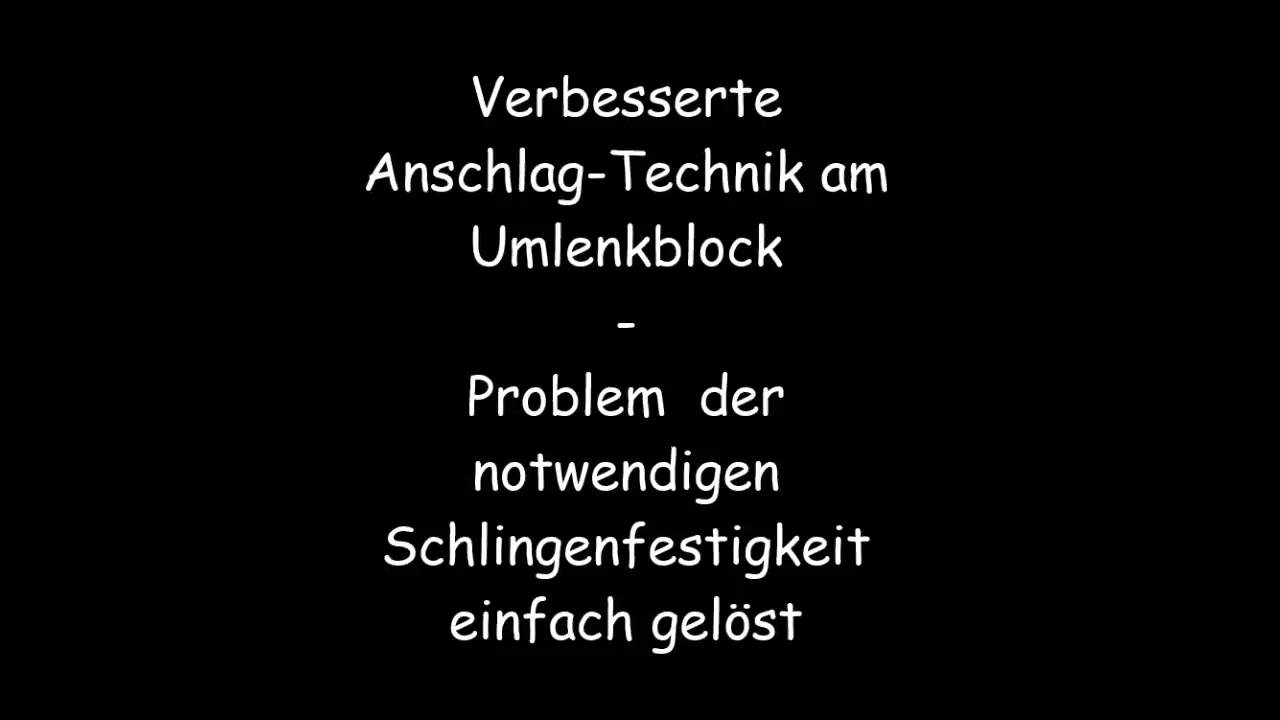 Verbesserte
Anschlag-Technik am
Umlenkblock
-
Problem der
notwendigen
Schlingenfestigkeit
einfach gelöst